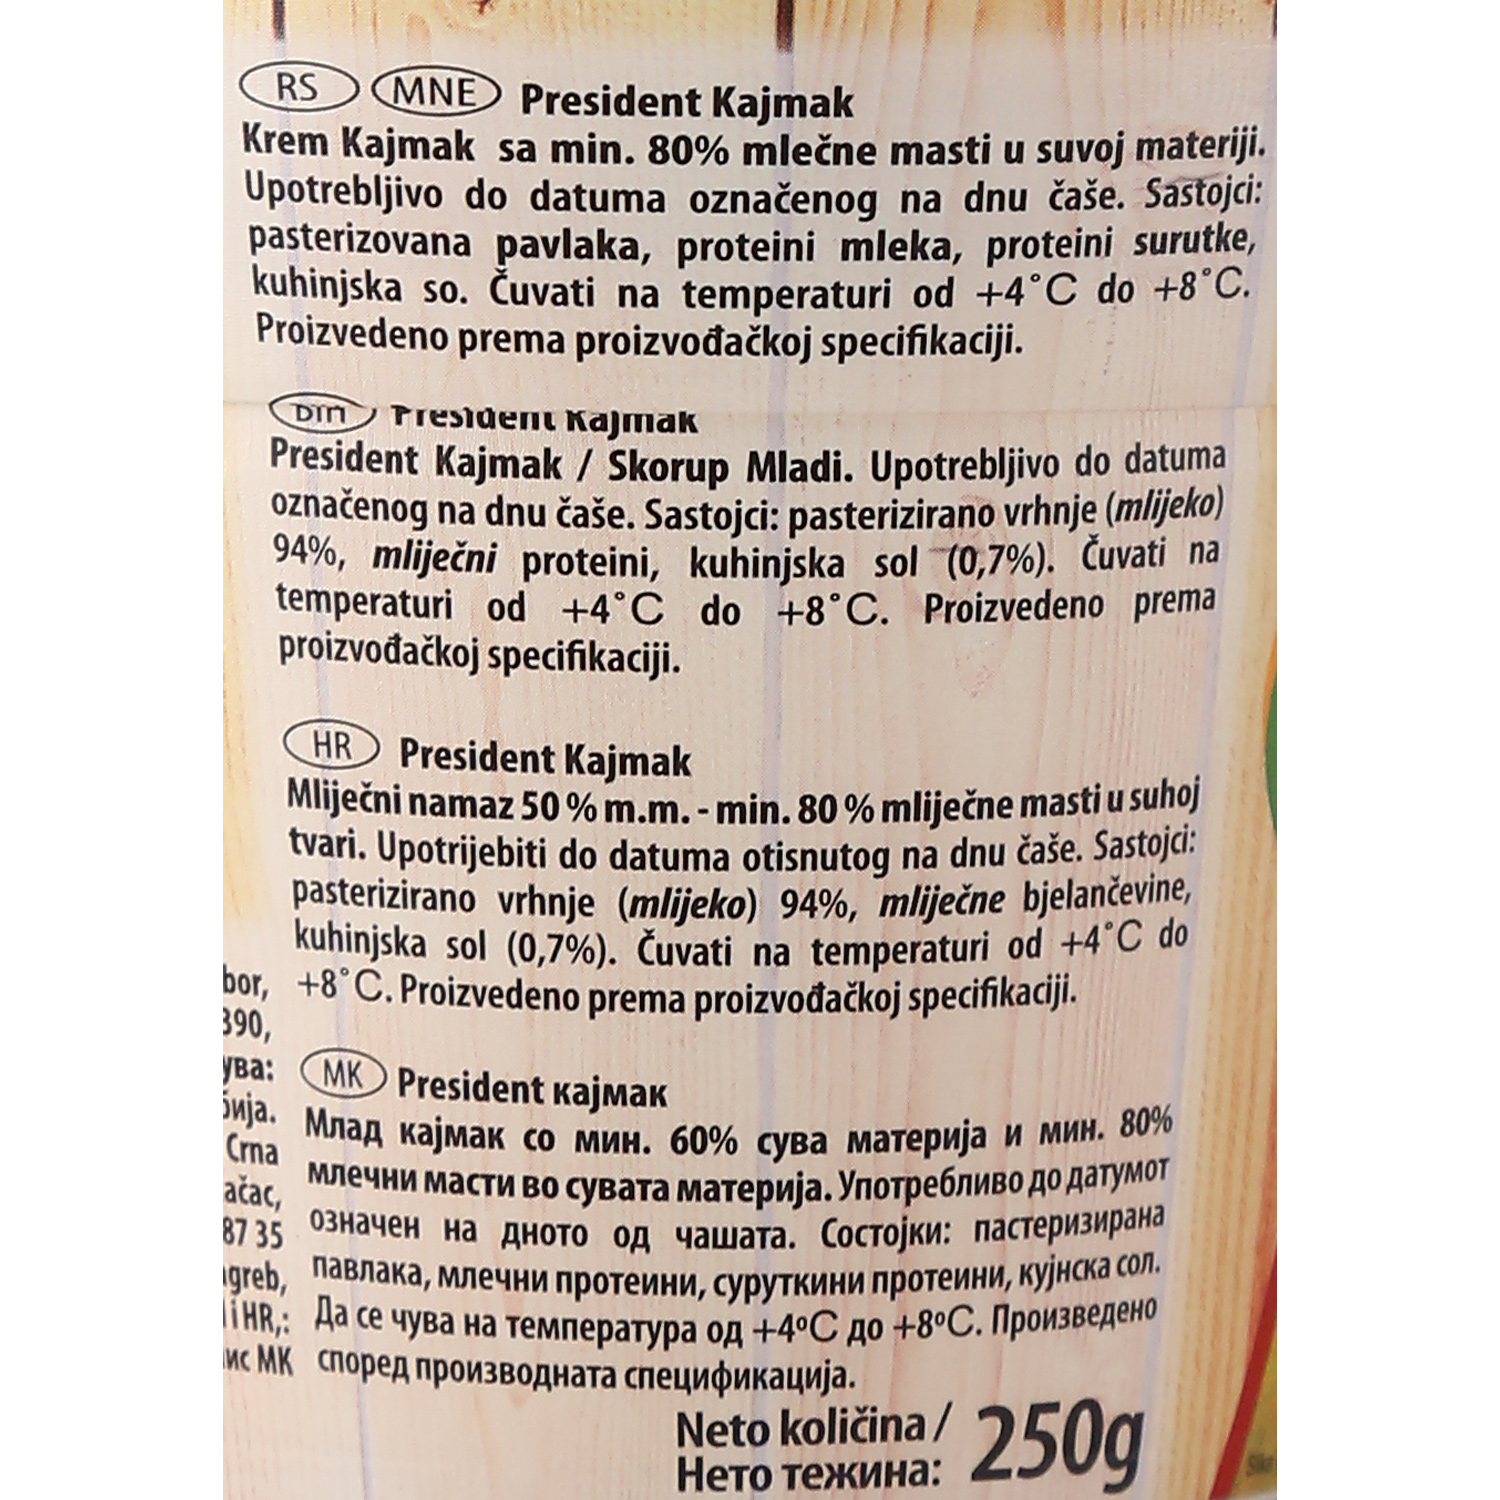 RS MNE President Kajmak
Krem Kajmak sa min. 80% mlečne masti u suvoj materiji.
Upotrebljivo do datuma označenog na dnu čaše. Sastojci:
pasterizovana pavlaka, proteini mleka, proteini surutke,
kuhinjska so. Čuvati na temperaturi od +4°C do +8°C.
Proizvedeno prema proizvođačkoj specifikaciji.
President Kajmak
President Kajmak / Skorup Mladi. Upotrebljivo do datuma
označenog na dnu čaše. Sastojci: pasterizirano vrhnje (mlijeko)
94%, mliječni proteini, kuhinjska sol (0,7%). Čuvati na
temperaturi od +4°C do +8°C. Proizvedeno prema
proizvođačkoj specifikaciji.
HR President Kajmak
Mliječni namaz 50 % m.m. - min. 80 % mliječne masti u suhoj
tvari. Upotrijebiti do datuma otisnutog na dnu čaše. Sastojci:
pasterizirano vrhnje (mlijeko) 94%, mliječne bjelančevine,
kuhinjska sol (0,7%). Čuvati na temperaturi od +4°C do
+8°C. Proizvedeno prema proizvođačkoj specifikaciji.
MK President кајмак
Млад кајмак со мин. 60% сува материја и мин. 80%
млечни масти во сувата материја. Употребливо до датумот
означен на дното од чашата. Состојки: пастеризирана
павлака, млечни протеини, суруткини протеини, кујнска сол.
Да се чува на температура од +4ºC до +8ºC. Произведено
според производната спецификација.
Neto količina /
Нето тежина: 250g
bor,
390,
ува:
бија.
Crna
ačac,
87 35
greb,
i HR,:
ис МК